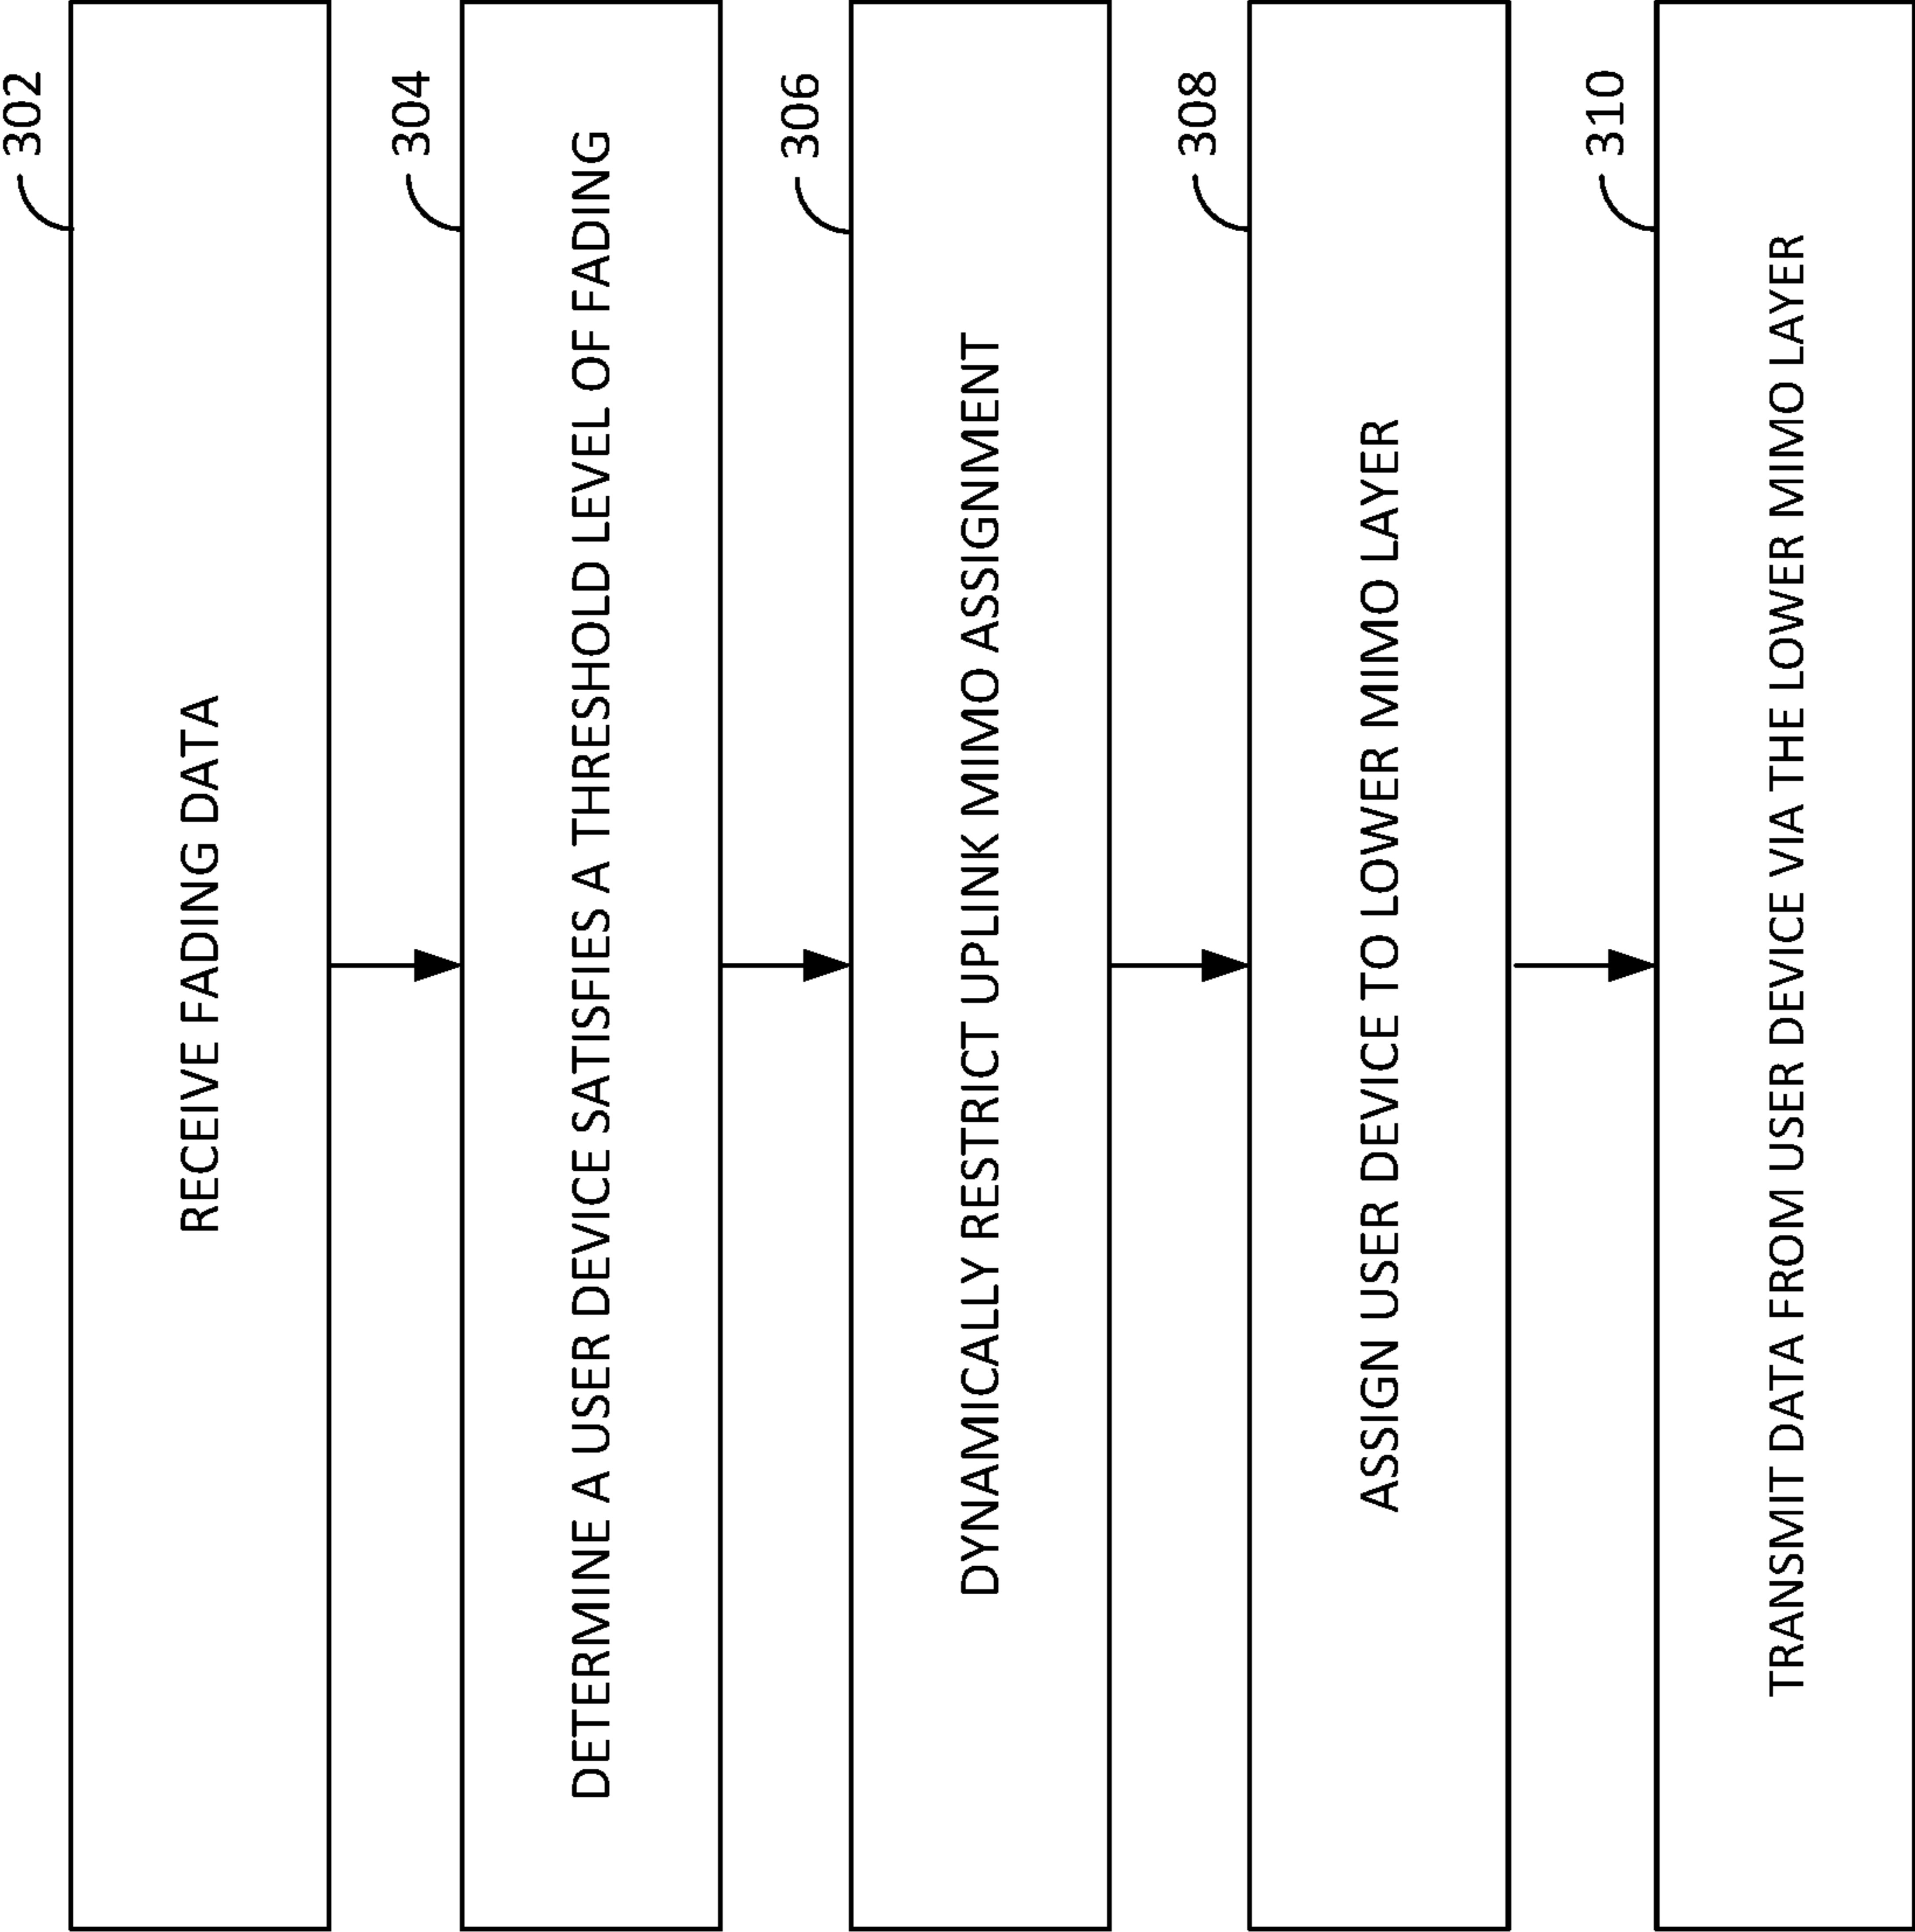 302
RECEIVE FADING DATA
304
DETERMINE A USER DEVICE SATISFIES A THRESHOLD LEVEL OF FADING
306
DYNAMICALLY RESTRICT UPLINK MIMO ASSIGNMENT
308
ASSIGN USER DEVICE TO LOWER MIMO LAYER
310
TRANSMIT DATA FROM USER DEVICE VIA THE LOWER MIMO LAYER